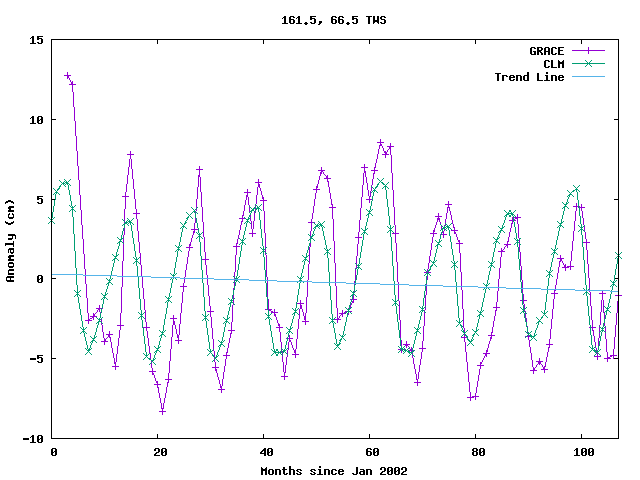 161.5, 66.5 TWS
GRACE
CLM
Trend Line
15
10
5
0
-5
-10
Anomaly (cm)
0 20 40 60 80 100
Months since Jan 2002